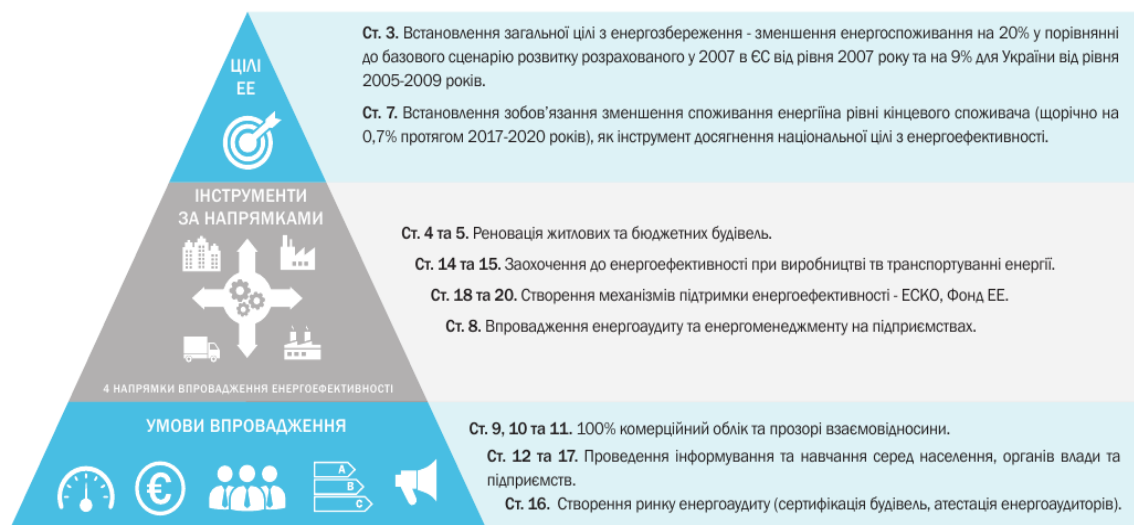 ЦІЛІ
ЕЕ
Ст. 3. Встановлення загальної цілі з енергозбереження - зменшення енергоспоживання на 20% у порівнянні
до базового сценарію розвитку розрахованого у 2007 в ЄС від рівня 2007 року та на 9% для України від рівня
2005-2009 років.
Ст. 7. Встановлення зобов’язання зменшення споживання енергіїна рівні кінцевого споживача (щорічно на
0,7% протягом 2017-2020 років), як інструмент досягнення національної цілі з енергоефективності.
ІНСТРУМЕНТИ
ЗА НАПРЯМКАМИ
4 НАПРЯМКИ ВПРОВАДЖЕННЯ ЕНЕРГОЕФЕКТИВНОСТІ
Ст. 4 та 5. Реновація житлових та бюджетних будівель.
Ст. 14 та 15. Заохочення до енергоефективності при виробництві тв транспортуванні енергії.
Ст. 18 та 20. Створення механізмів підтримки енергоефективності - ЕСКО, Фонд ЕЕ.
Ст. 8. Впровадження енергоаудиту та енергоменеджменту на підприємствах.
УМОВИ ВПРОВАДЖЕННЯ
€
A
B
C
Ст. 9, 10 та 11. 100% комерційний облік та прозорі взаємовідносини.
Ст. 12 та 17. Проведення інформування та навчання серед населення, органів влади та
підприємств.
Ст. 16. Створення ринку енергоаудиту (сертифікація будівель, атестація енергоаудиторів).